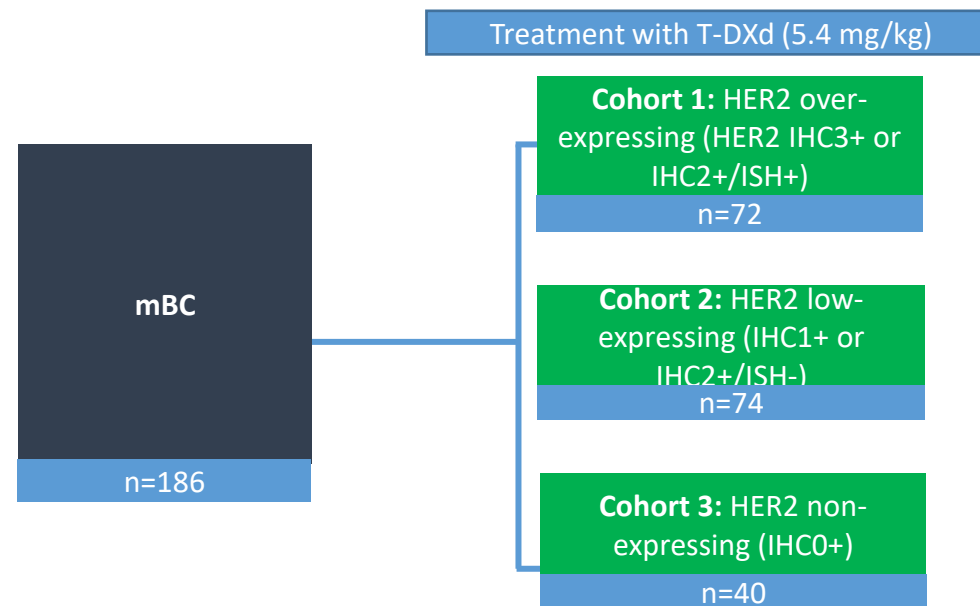 Treatment with T-DXd (5.4 mg/kg)
Cohort 1: HER2 over-
expressing (HER2 IHC3+ or
IHC2+/ISH+)
n=72
mBC
n=186
Cohort 2: HER2 low-
expressing (IHC1+ or
IHC2+/ISH-)
n=74
Cohort 3: HER2 non-
expressing (IHC0+)
n=40